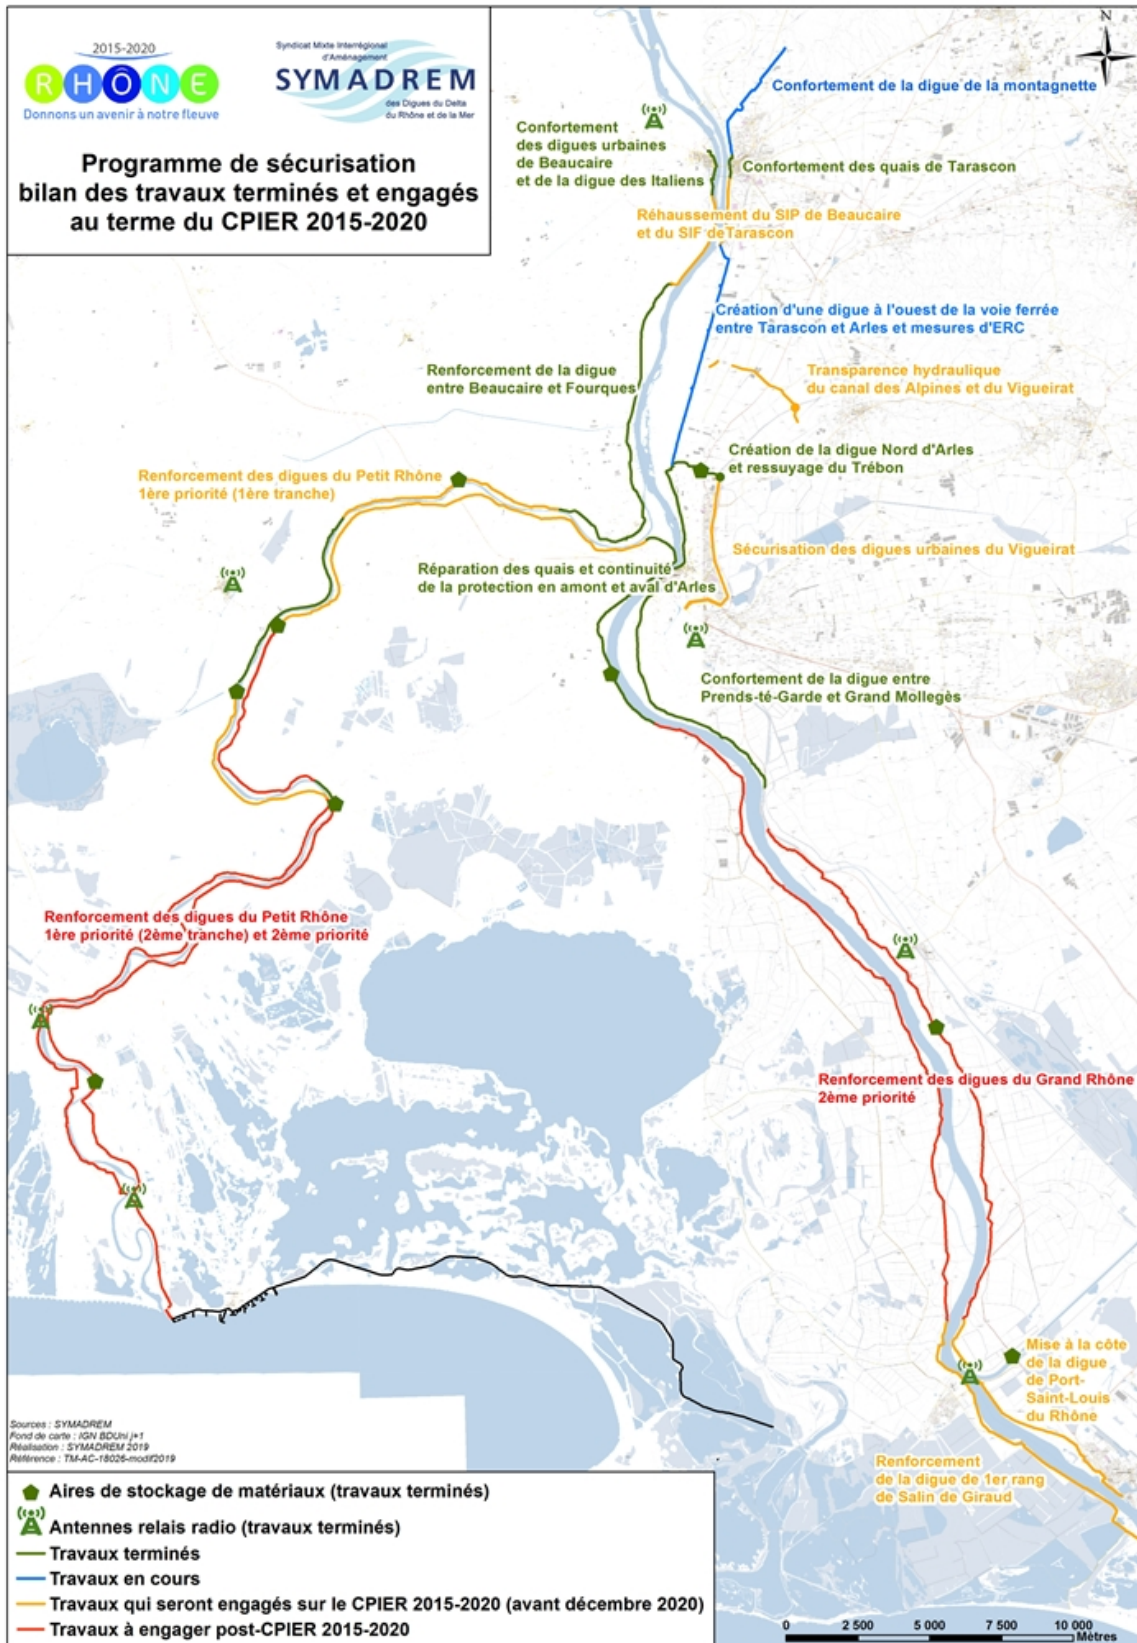 2015-2020
RHÔNE
Donnons un avenir à notre fleuve
Syndicat Mixte Interrégional
d'Aménagement
SYMADREM
des Digues du Delta
du Rhône et de la Mer
Programme de sécurisation
bilan des travaux terminés et engagés
au terme du CPIER 2015-2020
N
Confortement de la digue de la montagnette
Confortement
des digues urbaines
de Beaucaire
et de la digue des Italiens
Confortement des quais de Tarascon
Réhaussement du SIP de Beaucaire
et du SIF deTarascon
Création d'une digue à l'ouest de la voie ferrée
entre Tarascon et Arles et mesures d'ERC
Renforcement de la digue
entre Beaucaire et Fourques
Transparence hydraulique
du canal des Alpines et du Vigueirat
Création de la digue Nord d'Arles
et ressuyage du Trébon
Renforcement des digues du Petit Rhône
1ère priorité (1ère tranche)
Sécurisation des digues urbaines du Vigueirat
Réparation des quais et continuité
de la protection en amont et aval d'Arles
Confortement de la digue entre
Prends-té-Garde et Grand Mollegès
Renforcement des digues du Petit Rhône
1ère priorité (2ème tranche) et 2ème priorité
Renforcement des digues du Grand Rhône
2ème priorité
Mise à la côte
de la digue
de Port-
Saint-Louis
du Rhône
Renforcement
de la digue de 1er rang
de Salin de Giraud
Sources : SYMADREM
Fond de carte : IGN BDUni j+1
Réalisation : SYMADREM 2019
Référence : TM-AC-18026-modif2019
Aires de stockage de matériaux (travaux terminés)
Antennes relais radio (travaux terminés)
Travaux terminés
Travaux en cours
Travaux qui seront engagés sur le CPIER 2015-2020 (avant décembre 2020)
Travaux à engager post-CPIER 2015-2020
0 2 500 5 000 7 500 10 000
Mètres